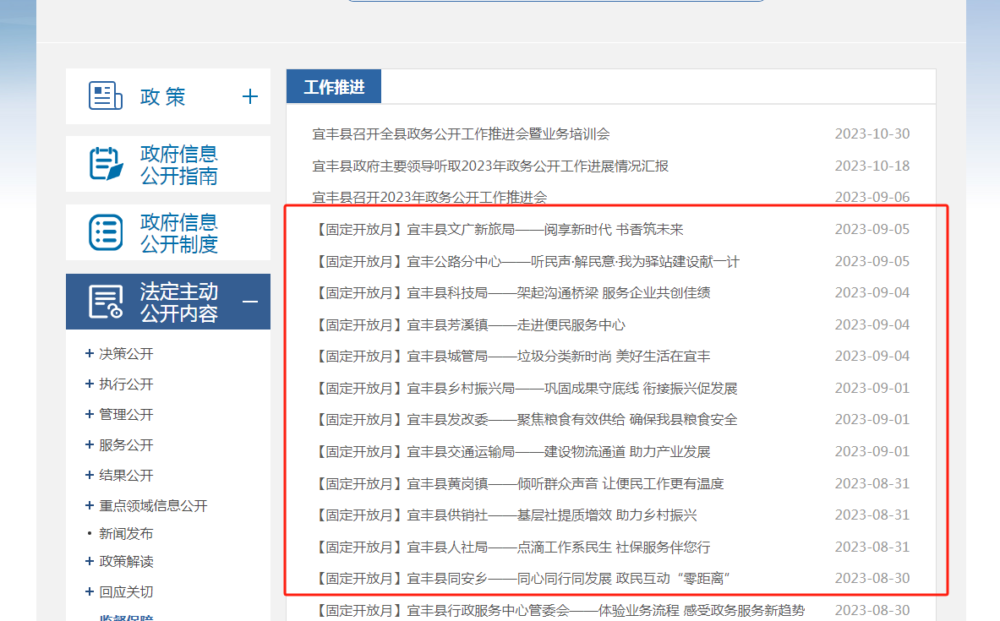 政 策
政府信息
公开指南
政府信息
公开制度
法定主动
公开内容
决策公开
执行公开
管理公开
服务公开
结果公开
重点领域信息公开
新闻发布
政策解读
回应关切
监督保障
工作推进
宜丰县召开全县政务公开工作推进会暨业务培训会 2023-10-30
宜丰县政府主要领导听取2023年政务公开工作进展情况汇报 2023-10-18
宜丰县召开2023年政务公开工作推进会 2023-09-06
【固定开放月】宜丰县文广新旅局——阅享新时代 书香筑未来 2023-09-05
【固定开放月】宜丰公路分中心——听民声·解民意·我为驿站建设献一计 2023-09-05
【固定开放月】宜丰县科技局——架起沟通桥梁 服务企业共创佳绩 2023-09-04
【固定开放月】宜丰县芳溪镇——走进便民服务中心 2023-09-04
【固定开放月】宜丰县城管局——垃圾分类新时尚 美好生活在宜丰 2023-09-04
【固定开放月】宜丰县乡村振兴局——巩固成果守底线 衔接振兴促发展 2023-09-01
【固定开放月】宜丰县发改委——聚焦粮食有效供给 确保我县粮食安全 2023-09-01
【固定开放月】宜丰县交通运输局——建设物流通道 助力产业发展 2023-09-01
【固定开放月】宜丰县黄岗镇——倾听群众声音 让便民工作更有温度 2023-08-31
【固定开放月】宜丰县供销社——基层社提质增效 助力乡村振兴 2023-08-31
【固定开放月】宜丰县人社局——点滴工作系民生 社保服务伴您行 2023-08-31
【固定开放月】宜丰县同安乡——同心同行同发展 政民互动“零距离” 2023-08-30
【固定开放月】宜丰县行政服务中心管委会——体验业务流程 感受政务服务新趋势 2023-08-30